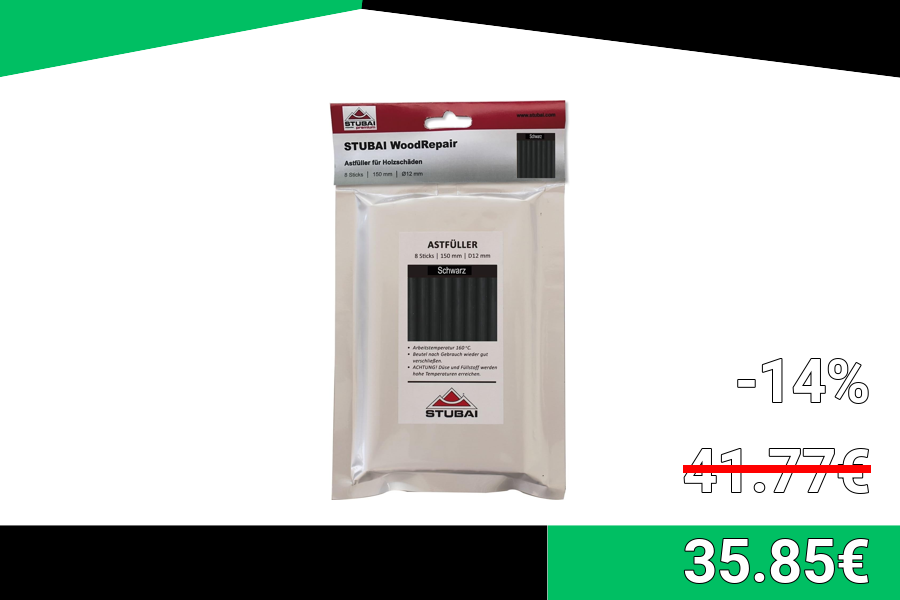 STUBAI
premium
www.stubai.com
STUBAI WoodRepair
Astfüller für Holzschäden
8 Sticks | 150 mm | Ø12 mm
Schwarz
ASTFÜLLER
8 Sticks | 150 mm | D12 mm
Schwarz
• Arbeitstemperatur 160°C.
• Beutel nach Gebrauch wieder gut
verschließen.
• ACHTUNG! Düse und Füllstoff werden
hohe Temperaturen erreichen.
STUBAI
-14%
41.77€
35.85€